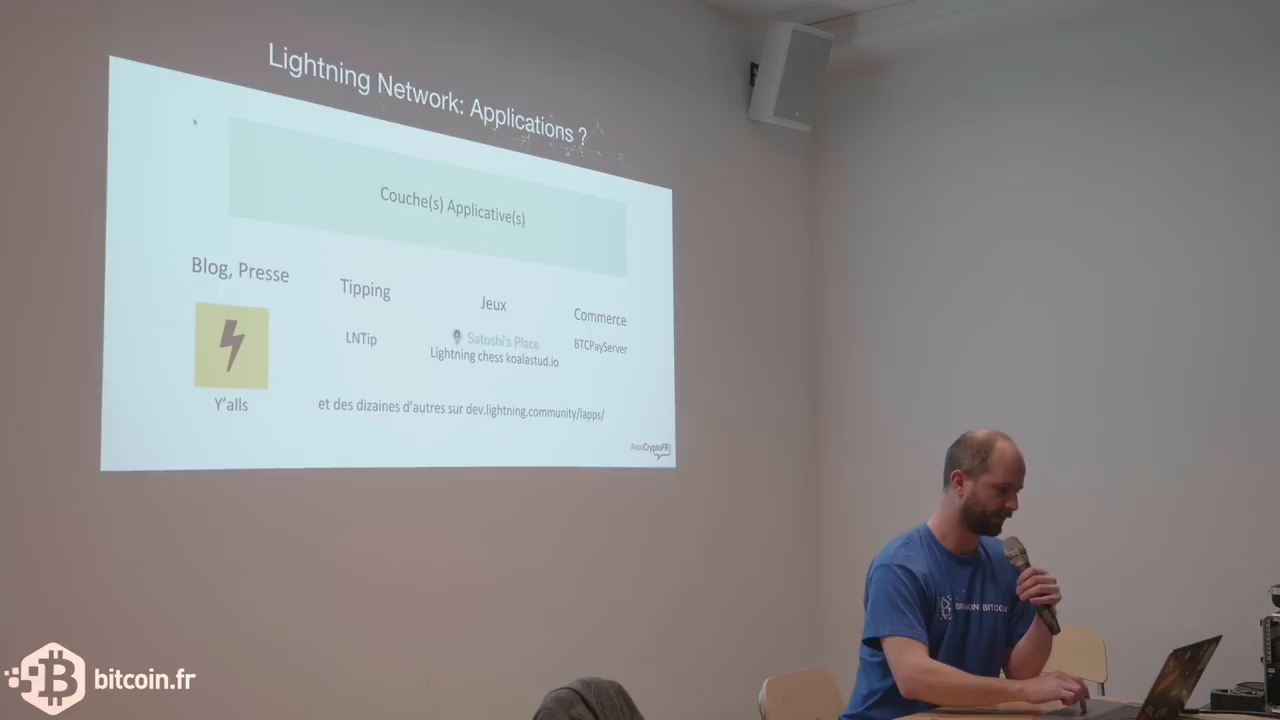 Lightning Network: Applications ?
Couche(s) Applicative(s)
Blog, Presse
Tipping
Jeux
Commerce
LNTip
Satoshi's Place
Lightning chess koalastud.io
BTCPayServer
Y'alls
et des dizaines d'autres sur dev.lightning.community/lapps/
BITCOIN
bitcoin.fr